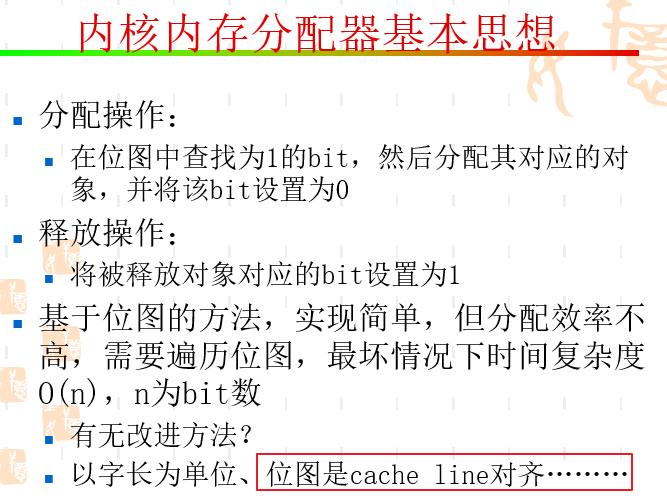 内核内存分配器基本思想
分配操作：
在位图中查找为1的bit，然后分配其对应的对
象，并将该bit设置为0
释放操作：
将被释放对象对应的bit设置为1
基于位图的方法，实现简单，但分配效率不
高，需要遍历位图，最坏情况下时间复杂度
O(n)，n为bit数
有无改进方法？
以字长为单位、位图是cache line对齐………